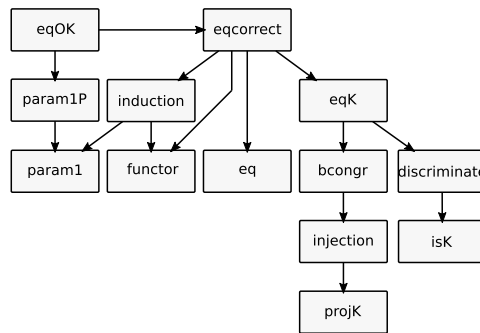 eqOK
eqcorrect
param1P
induction
eqK
param1
functor
eq
bcongr
discriminate
injection
isK
projK